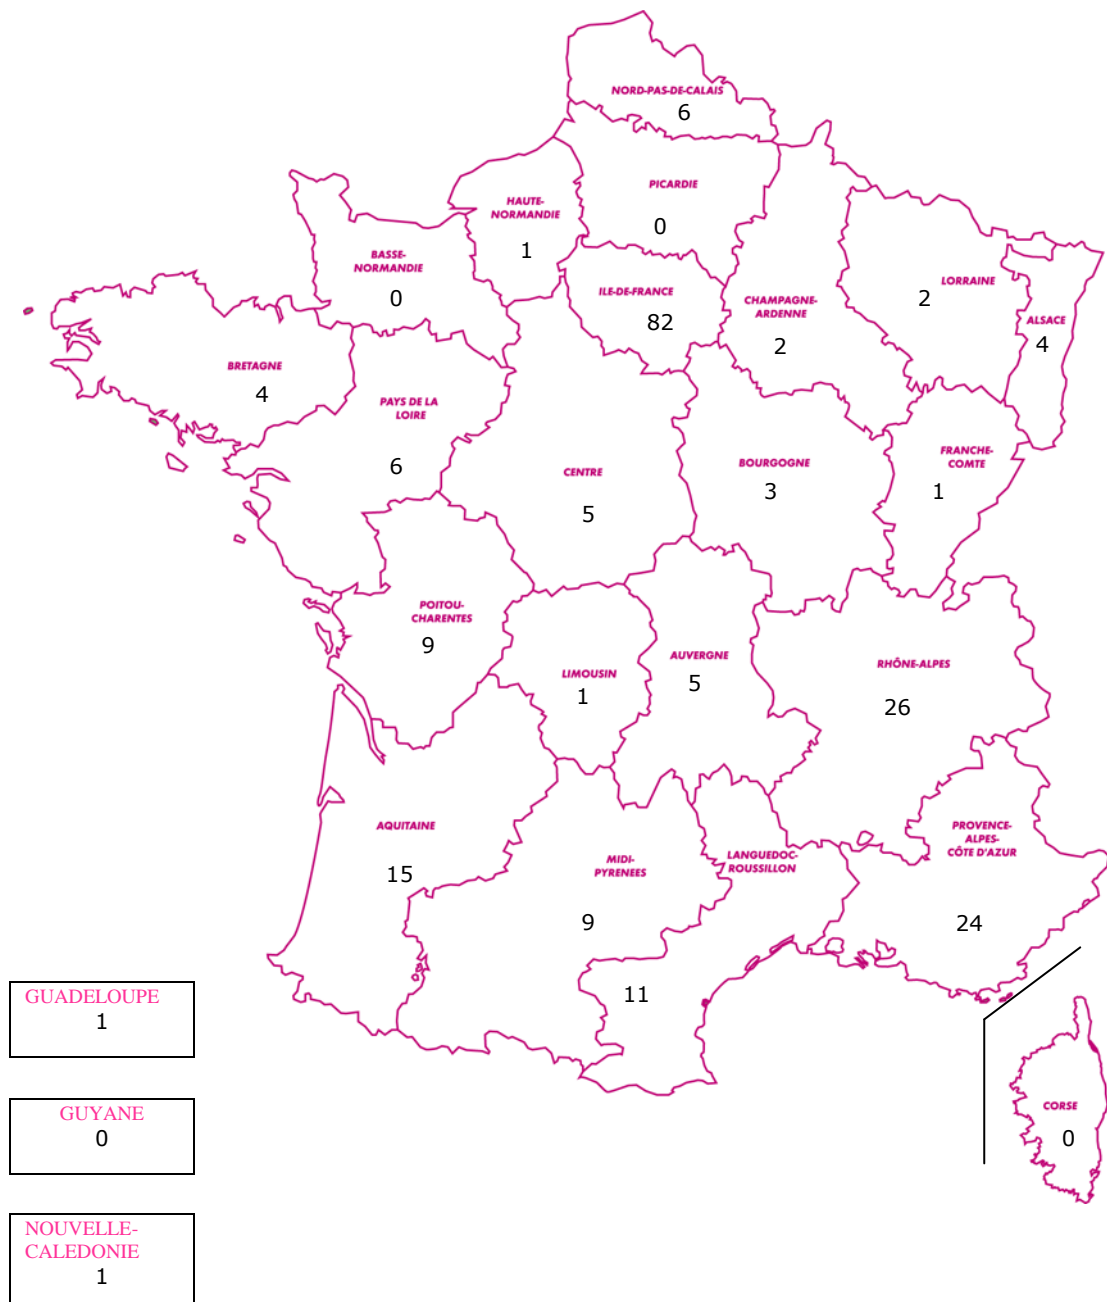 NORD-PAS-DE-CALAIS
6
PICARDIE
0
HAUTE-
NORMANDIE
1
BASSE-
NORMANDIE
0
ILE-DE-FRANCE
82
CHAMPAGNE-
ARDENNE
2
LORRAINE
2
ALSACE
4
BRETAGNE
4
PAYS DE LA
LOIRE
6
CENTRE
5
BOURGOGNE
3
FRANCHE-
COMTE
1
POITOU-
CHARENTES
9
LIMOUSIN
1
AUVERGNE
5
RHÔNE-ALPES
26
AQUITAINE
15
MIDI-
PYRENEES
9
LANGUEDOC-
ROUSSILLON
11
PROVENCE-
ALPES-
CÔTE D'AZUR
24
CORSE
0
GUADELOUPE
1
GUYANE
0
NOUVELLE-
CALEDONIE
1